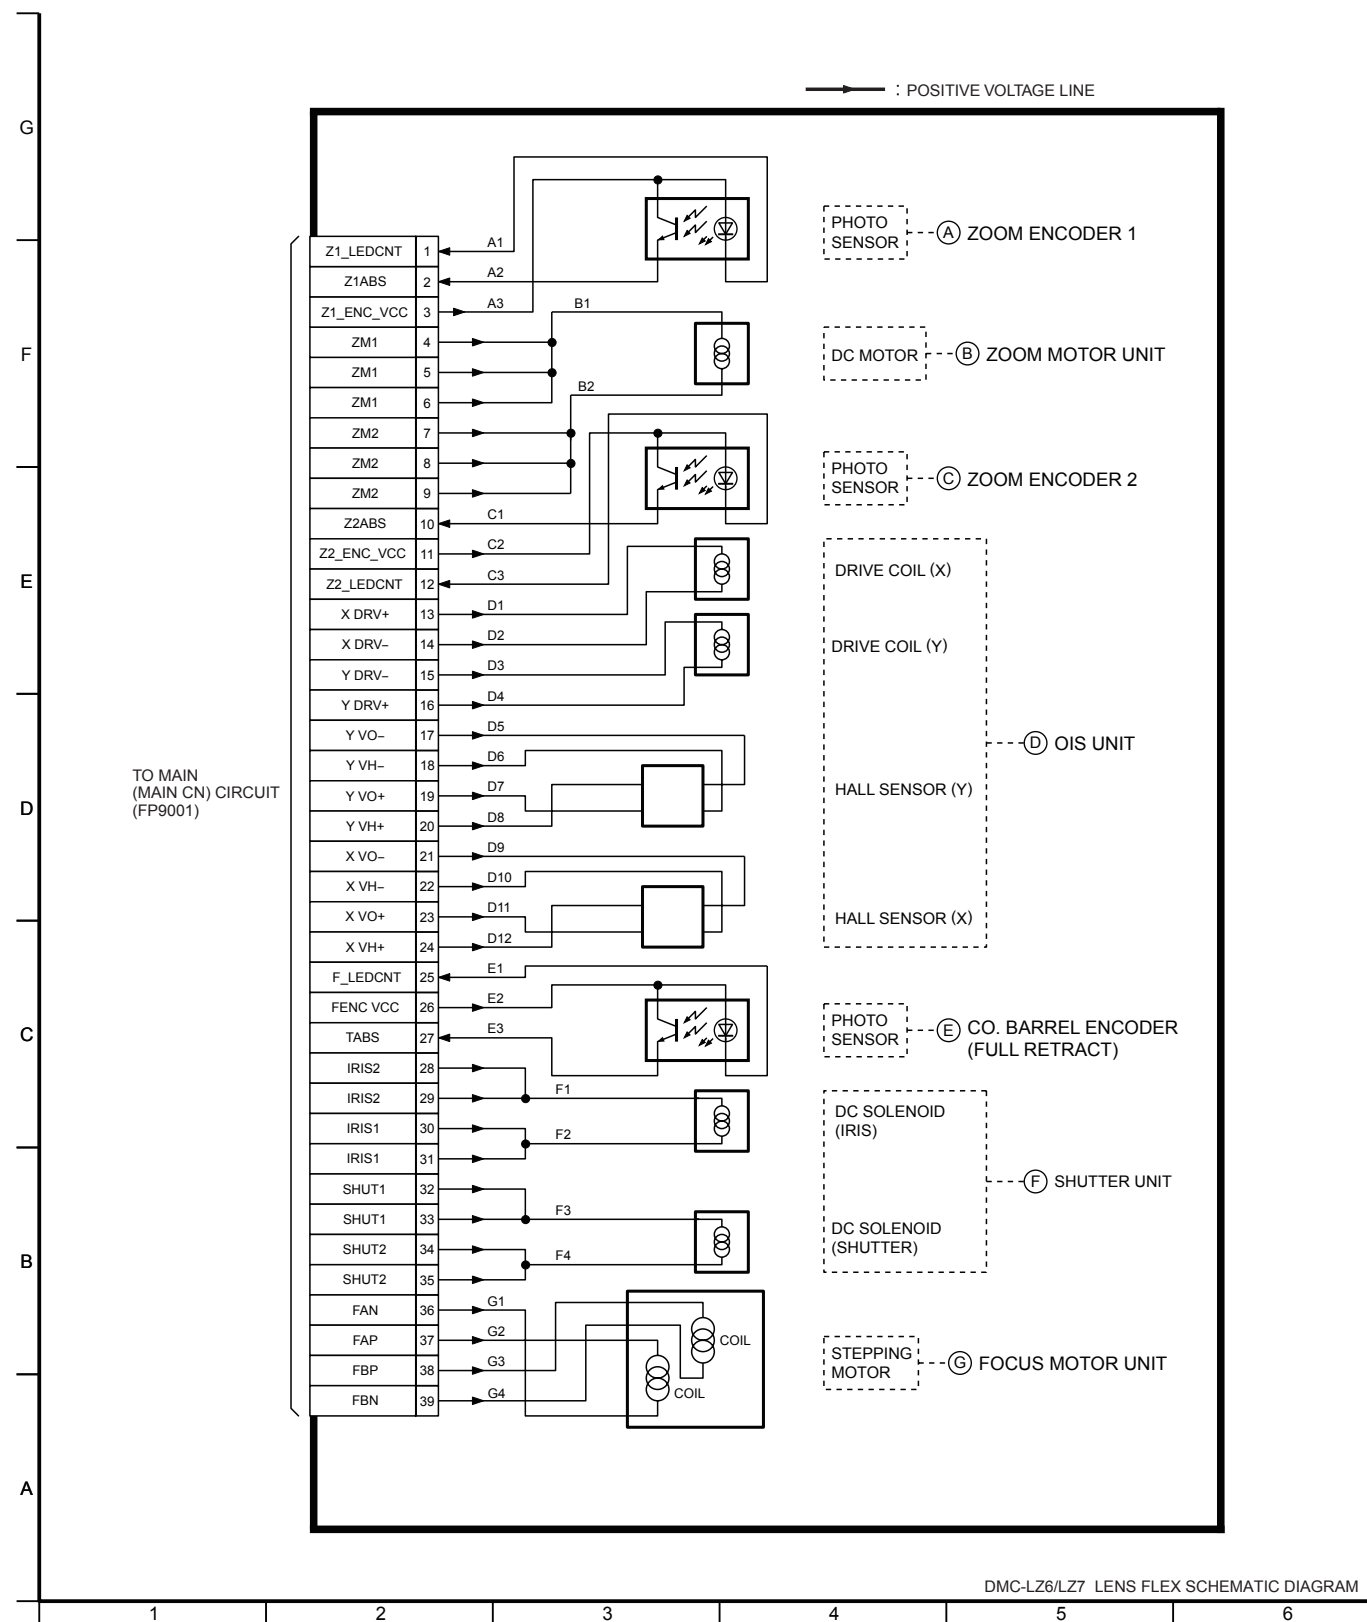 : POSITIVE VOLTAGE LINE
G
F
E
D
C
B
A
TO MAIN
(MAIN CN) CIRCUIT
(FP9001)
Z1_LEDCNT 1 A1
Z1ABS 2 A2
Z1_ENC_VCC 3 A3 B1
ZM1 4
ZM1 5
ZM1 6 B2
ZM2 7
ZM2 8
ZM2 9
Z2ABS 10 C1
Z2_ENC_VCC 11 C2
Z2_LEDCNT 12 C3
X DRV+ 13 D1
X DRV− 14 D2
Y DRV− 15 D3
Y DRV+ 16 D4
Y VO− 17 D5
Y VH− 18 D6
Y VO+ 19 D7
Y VH+ 20 D8
X VO− 21 D9
X VH− 22 D10
X VO+ 23 D11
X VH+ 24 D12
F_LEDCNT 25 E1
FENC VCC 26 E2
TABS 27 E3
IRIS2 28
IRIS2 29 F1
IRIS1 30 F2
IRIS1 31
SHUT1 32
SHUT1 33 F3
SHUT2 34 F4
SHUT2 35
FAN 36 G1
FAP 37 G2
FBP 38 G3
FBN 39 G4
COIL
COIL
PHOTO
SENSOR
A ZOOM ENCODER 1
DC MOTOR
B ZOOM MOTOR UNIT
PHOTO
SENSOR
C ZOOM ENCODER 2
DRIVE COIL (X)
DRIVE COIL (Y)
D OIS UNIT
HALL SENSOR (Y)
HALL SENSOR (X)
PHOTO
SENSOR
E CO. BARREL ENCODER
(FULL RETRACT)
DC SOLENOID
(IRIS)
F SHUTTER UNIT
DC SOLENOID
(SHUTTER)
STEPPING
MOTOR
G FOCUS MOTOR UNIT
DMC-LZ6/LZ7 LENS FLEX SCHEMATIC DIAGRAM
1 2 3 4 5 6